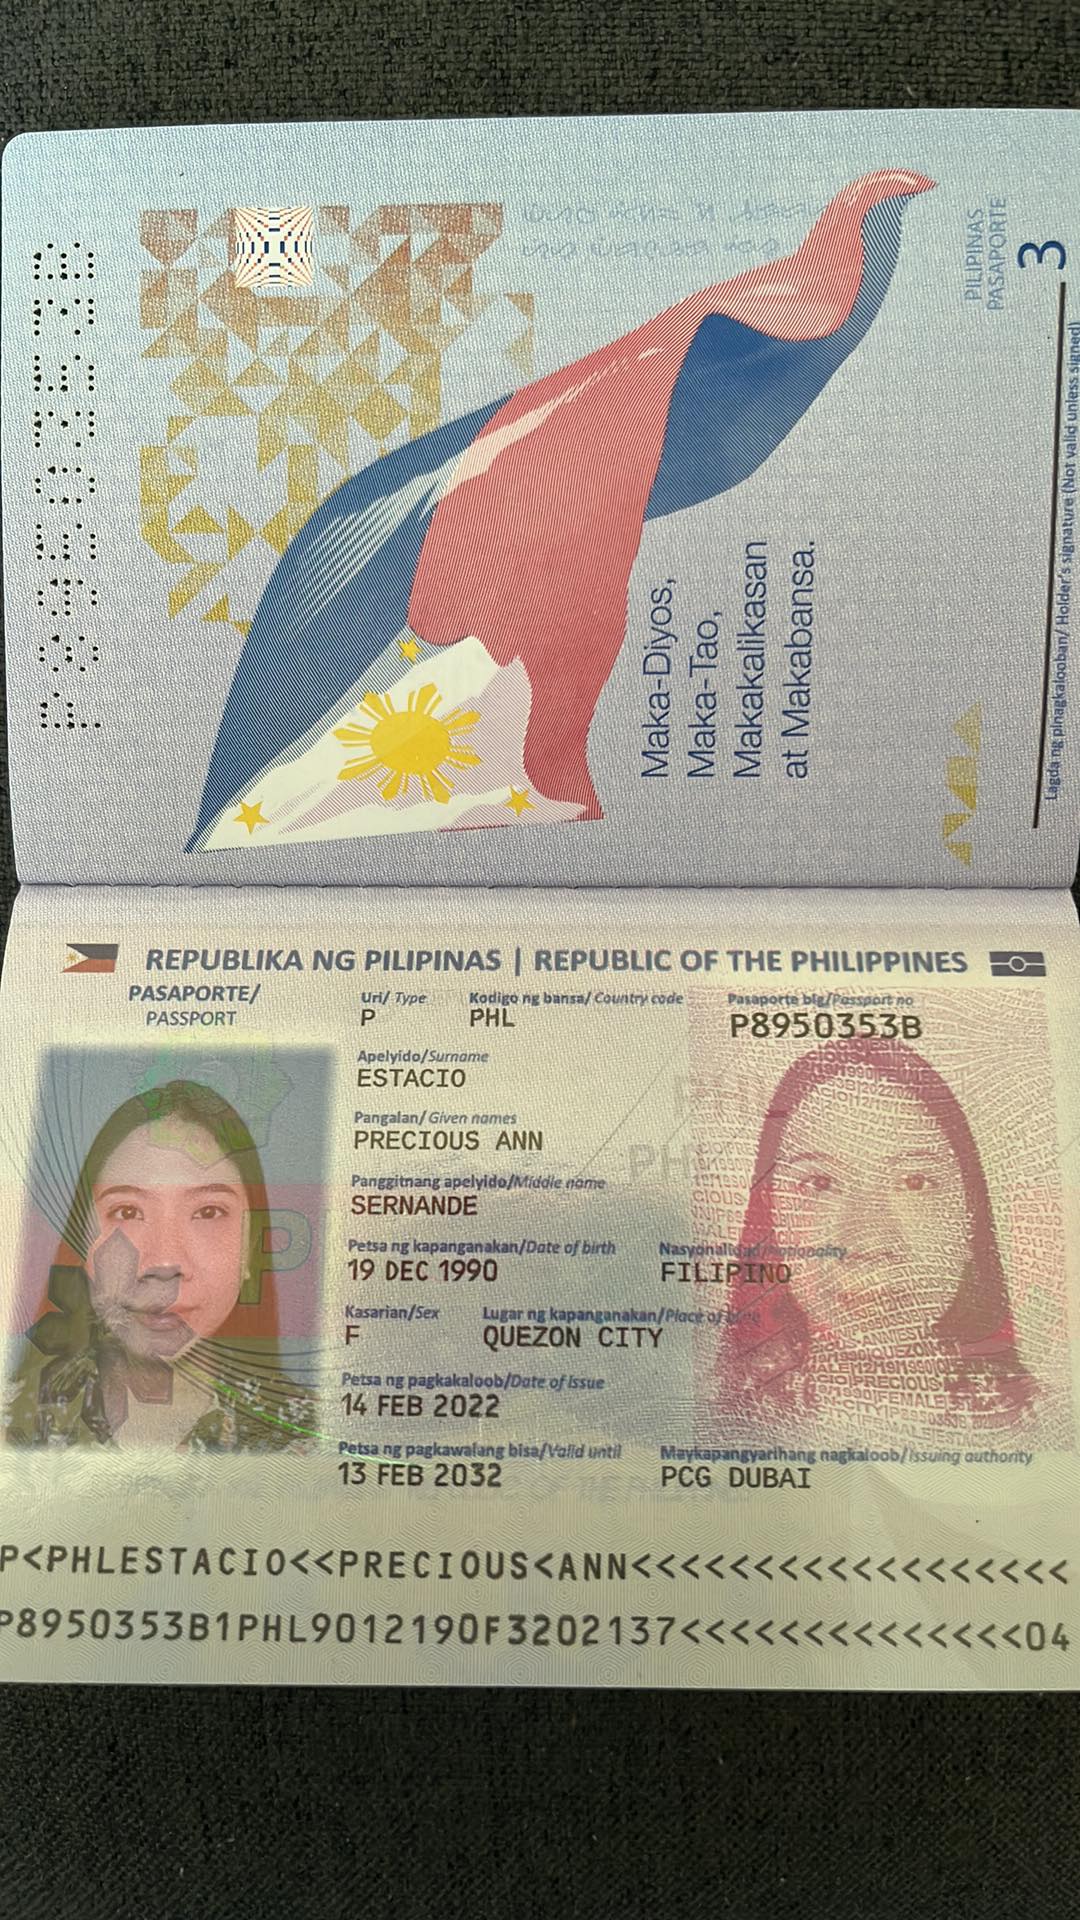 P8950353B
PILIPINAS
PASAPORTE
3
Maka-Diyos,
Maka-Tao,
Makakalikasan
at Makabansa.
Lagda ng pinagkalooban/ Holder's signature (Not valid unless signed)
REPUBLIKA NG PILIPINAS | REPUBLIC OF THE PHILIPPINES
PASAPORTE/
PASSPORT
Uri/ Type Kodigo ng bansa/ Country code Pasaporte blg/Passport no
P PHL P8950353B
Apelyido/Surname
ESTACIO
Pangalan/ Given names
PRECIOUS ANN
Panggitnang apelyido/Middle name
SERNANDE
Petsa ng kapanganakan/Date of birth Nasyonalidad/Nationality
19 DEC 1990 FILIPINO
Kasarian/Sex Lugar ng kapanganakan/Place of birth
F QUEZON CITY
Petsa ng pagkakaloob/Date of issue
14 FEB 2022
Petsa ng pagkawalang bisa/Valid until Maykapangyarihang nagkaloob/Issuing authority
13 FEB 2032 PCG DUBAI
P<PHLESTACIO<<PRECIOUS<ANN<<<<<<<<<<<<<<<<<<
P8950353B1PHL9012190F3202137<<<<<<<<<<<<<<04